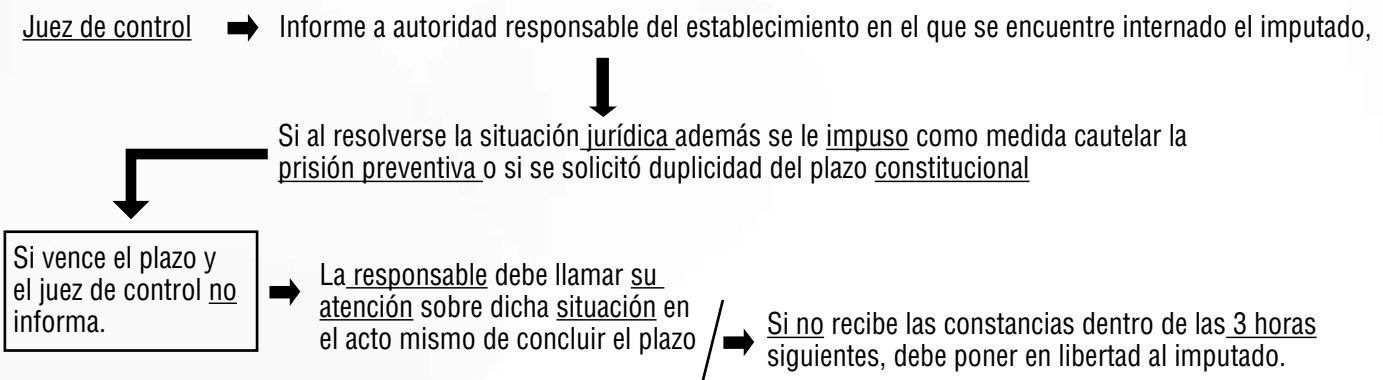 Juez de control ➡ Informe a autoridad responsable del establecimiento en el que se encuentre internado el imputado,
Si al resolverse la situación jurídica además se le impuso como medida cautelar la
prisión preventiva o si se solicitó duplicidad del plazo constitucional
Si vence el plazo y
el juez de control no
informa.
La responsable debe llamar su
atención sobre dicha situación en
el acto mismo de concluir el plazo
Si no recibe las constancias dentro de las 3 horas
siguientes, debe poner en libertad al imputado.